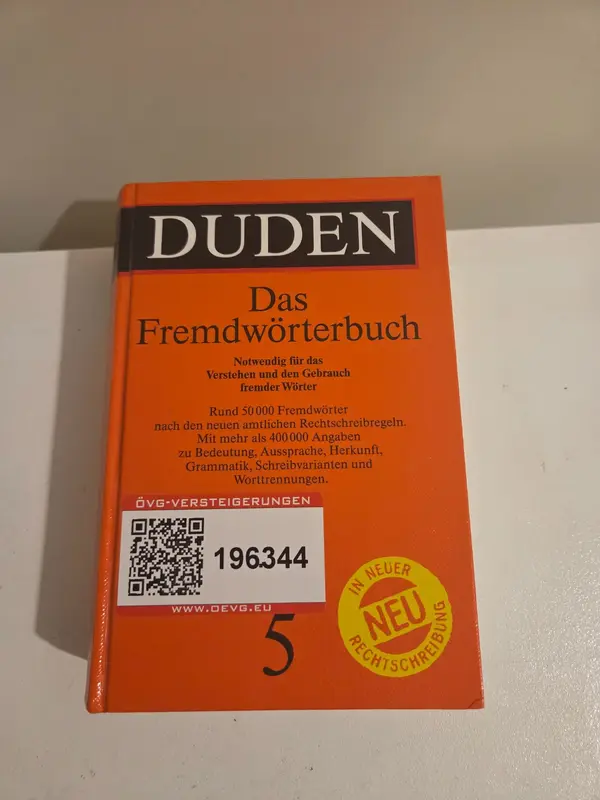 DUDEN
Das
Fremdwörterbuch
Notwendig für das
Verstehen und den Gebrauch
fremder Wörter
Rund 50 000 Fremdwörter
nach den neuen amtlichen Rechtschreibregeln.
Mit mehr als 400 000 Angaben
zu Bedeutung, Aussprache, Herkunft,
Grammatik, Schreibvarianten und
Worttrennungen.
ÖVG-VERSTEIGERUNGEN
196344
WWW.OEVG.EU
IN NEUER
NEU
RECHTSCHREIBUNG
5